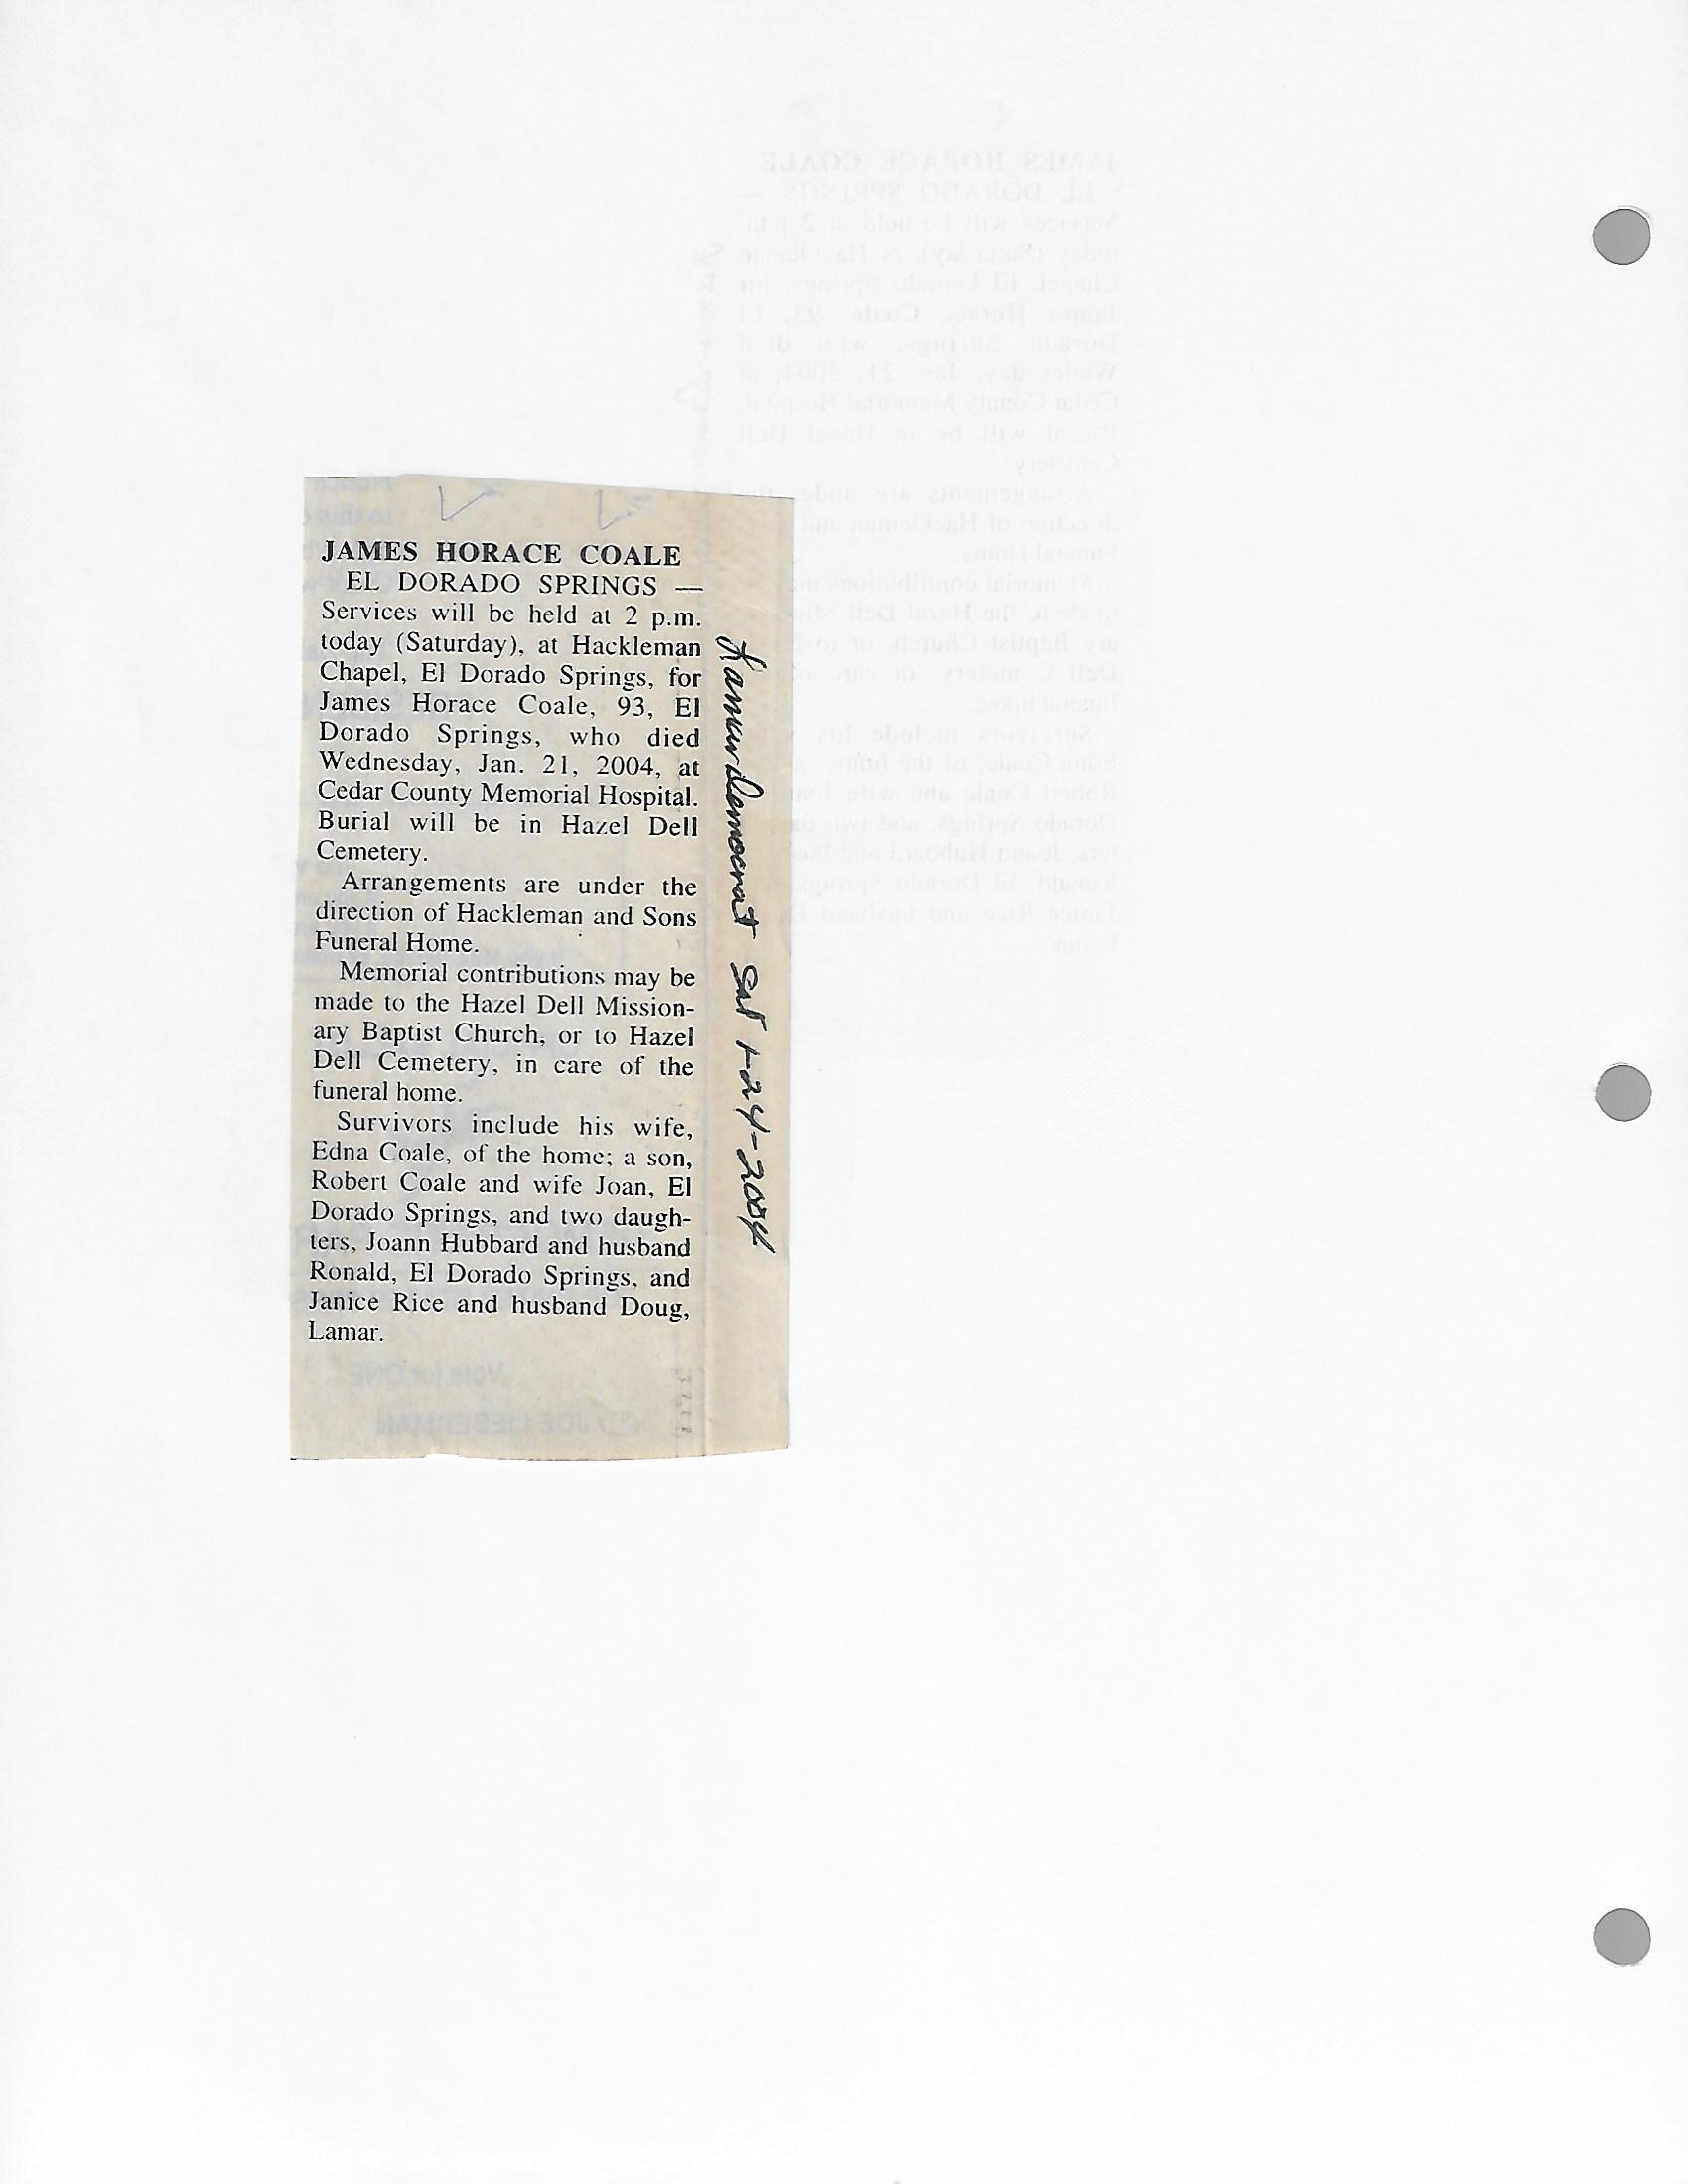 JAMES HORACE COALE
EL DORADO SPRINGS —
Services will be held at 2 p.m.
today (Saturday), at Hackleman
Chapel, El Dorado Springs, for
James Horace Coale, 93, El
Dorado Springs, who died
Wednesday, Jan. 21, 2004, at
Cedar County Memorial Hospital.
Burial will be in Hazel Dell
Cemetery.
Arrangements are under the
direction of Hackleman and Sons
Funeral Home.
Memorial contributions may be
made to the Hazel Dell Mission-
ary Baptist Church, or to Hazel
Dell Cemetery, in care of the
funeral home.
Survivors include his wife,
Edna Coale, of the home; a son,
Robert Coale and wife Joan, El
Dorado Springs, and two daugh-
ters, Joann Hubbard and husband
Ronald, El Dorado Springs, and
Janice Rice and husband Doug,
Lamar.
Lamar Democrat Sat 1-24-2004